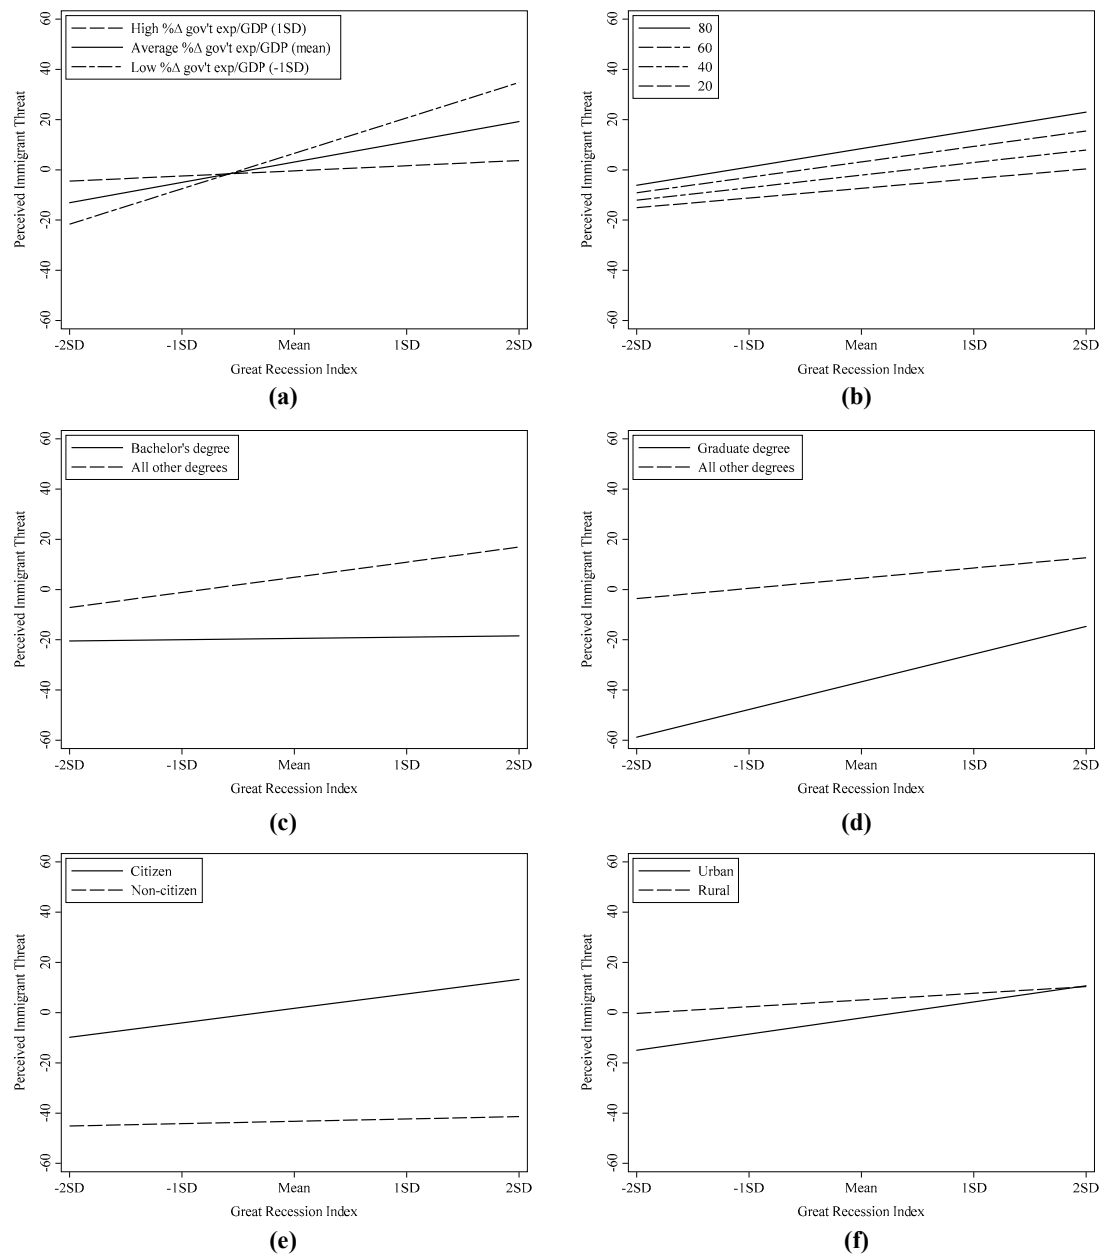 60
40
20
0
-20
-40
-60
Perceived Immigrant Threat
High %Δ gov't exp/GDP (1SD)
Average %Δ gov't exp/GDP (mean)
Low %Δ gov't exp/GDP (-1SD)
-2SD -1SD Mean 1SD 2SD
Great Recession Index
(a)
60
40
20
0
-20
-40
-60
Perceived Immigrant Threat
80
60
40
20
-2SD -1SD Mean 1SD 2SD
Great Recession Index
(b)
60
40
20
0
-20
-40
-60
Perceived Immigrant Threat
Bachelor's degree
All other degrees
-2SD -1SD Mean 1SD 2SD
Great Recession Index
(c)
60
40
20
0
-20
-40
-60
Perceived Immigrant Threat
Graduate degree
All other degrees
-2SD -1SD Mean 1SD 2SD
Great Recession Index
(d)
60
40
20
0
-20
-40
-60
Perceived Immigrant Threat
Citizen
Non-citizen
-2SD -1SD Mean 1SD 2SD
Great Recession Index
(e)
60
40
20
0
-20
-40
-60
Perceived Immigrant Threat
Urban
Rural
-2SD -1SD Mean 1SD 2SD
Great Recession Index
(f)